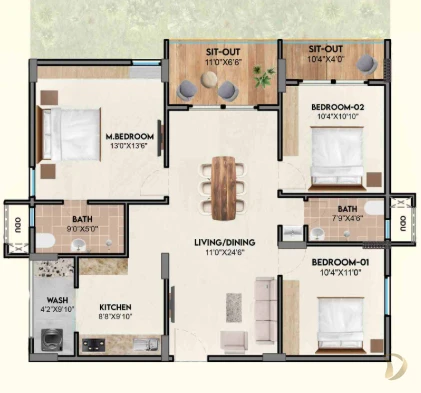 SIT-OUT
11'0"X6'6"
SIT-OUT
10'4"X4'0"
M.BEDROOM
13'0"X13'6"
BEDROOM-02
10'4"X10'10"
BATH
9'0"X5'0"
BATH
7'9"X4'6"
ODU
ODU
LIVING/DINING
11'0"X24'6"
BEDROOM-01
10'4"X11'0"
WASH
4'2"X9'10"
KITCHEN
8'8"X9'10"